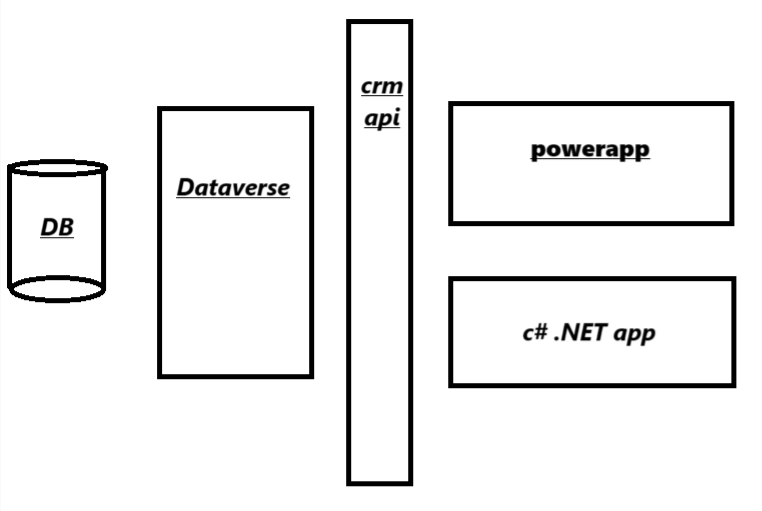 DB
Dataverse
crm
api
powerapp
c# .NET app